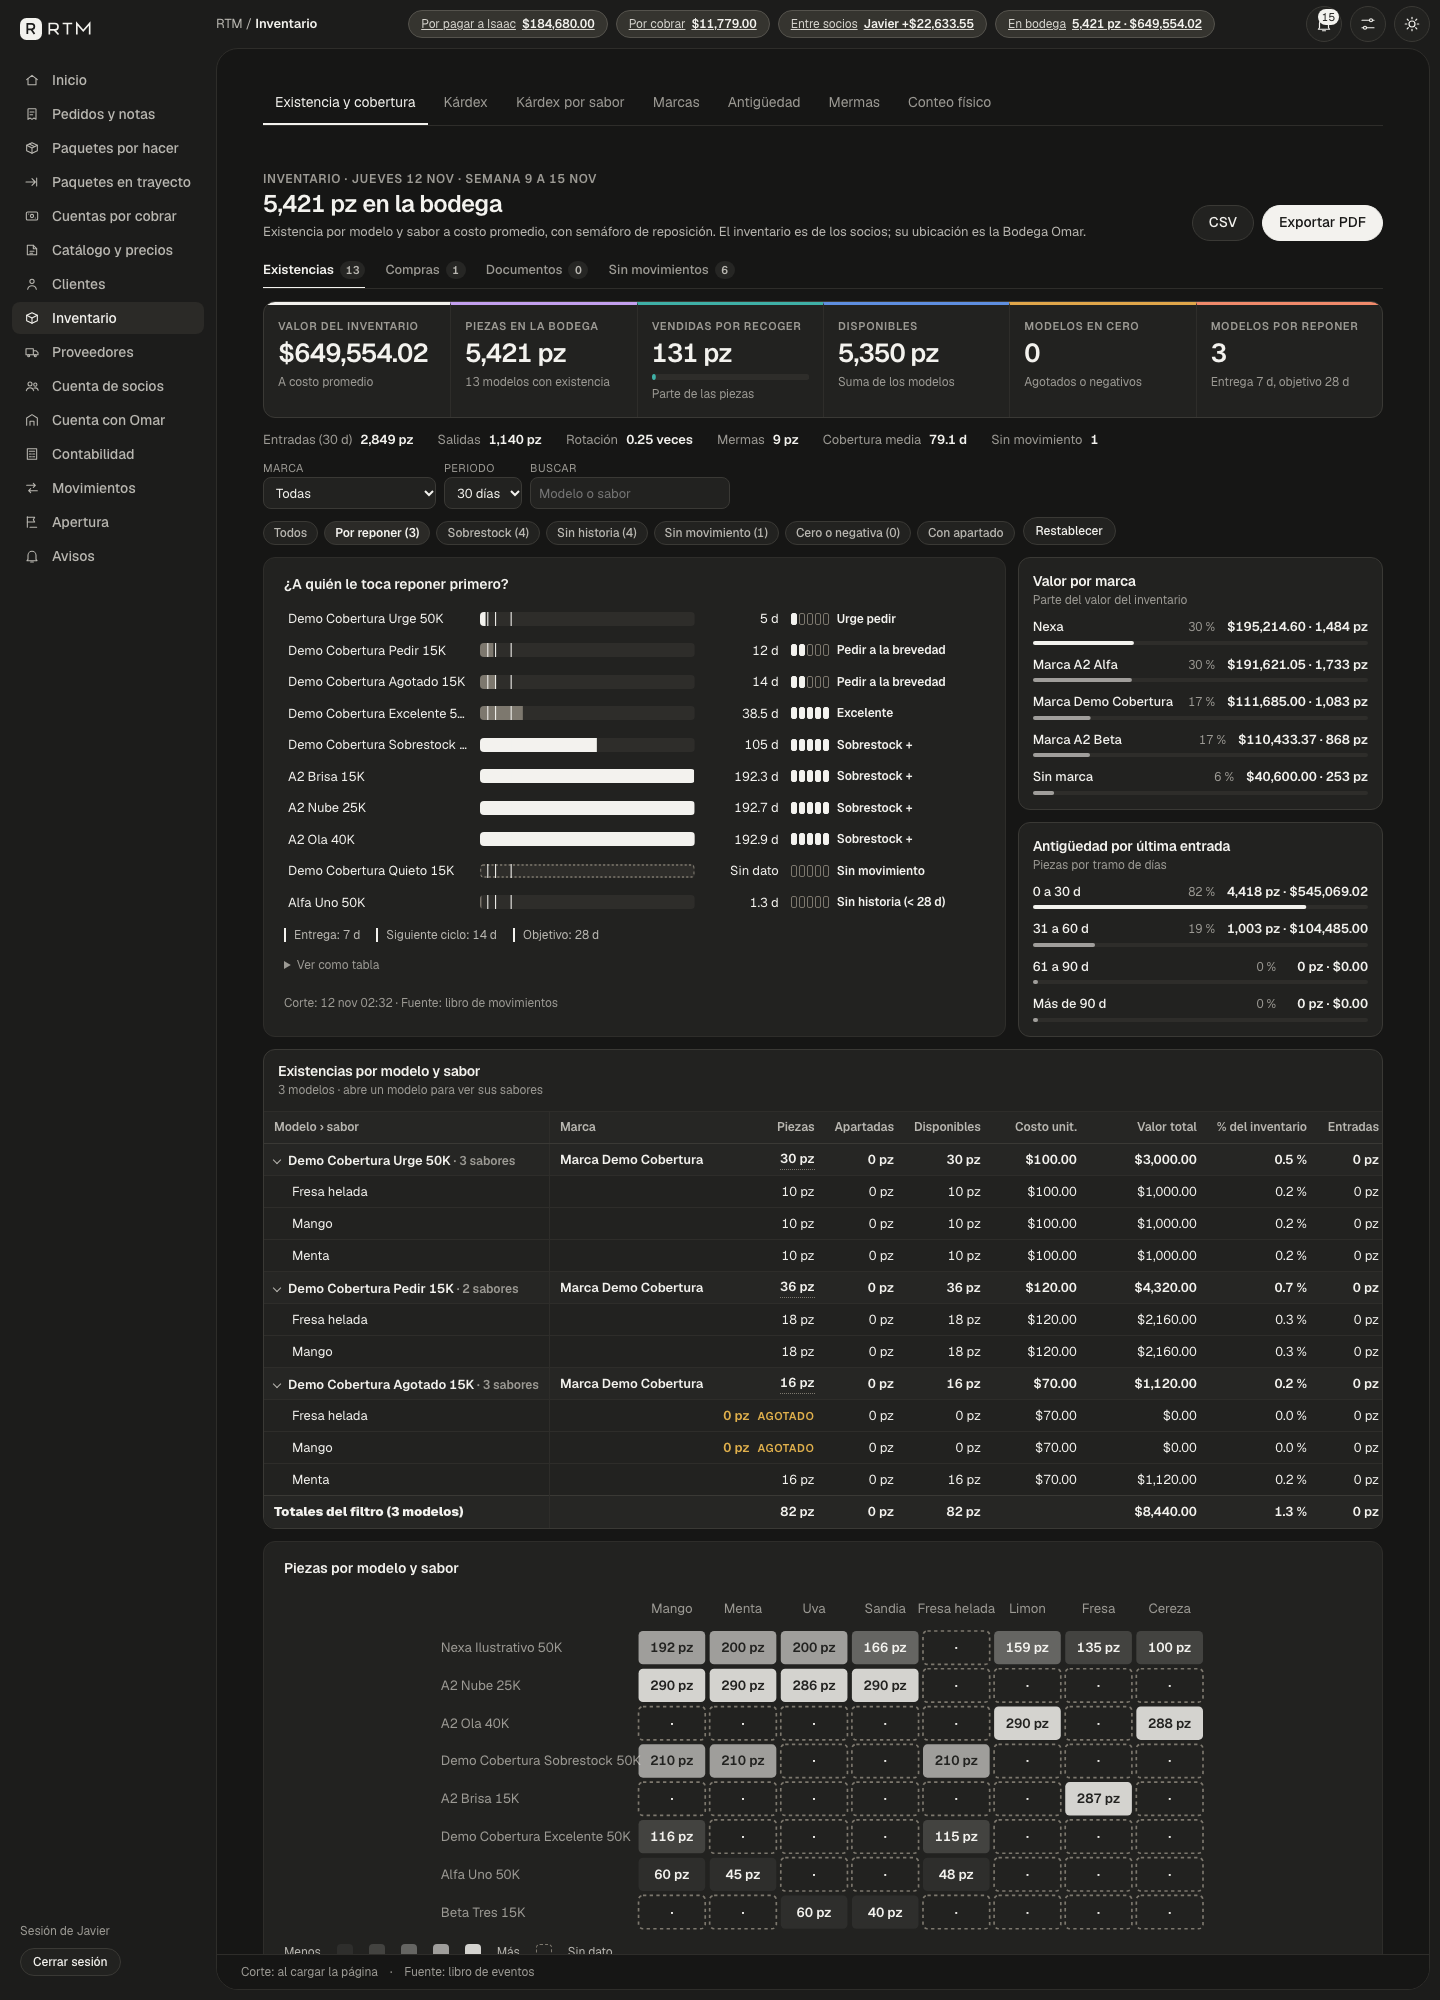 R RTM
RTM / Inventario
Por pagar a Isaac $184,680.00
Por cobrar $11,779.00
Entre socios Javier +$22,633.55
En bodega 5,421 pz · $649,554.02
15
Inicio
Pedidos y notas
Paquetes por hacer
Paquetes en trayecto
Cuentas por cobrar
Catálogo y precios
Clientes
Inventario
Proveedores
Cuenta de socios
Cuenta con Omar
Contabilidad
Movimientos
Apertura
Avisos
Sesión de Javier
Cerrar sesión
Existencia y cobertura Kárdex Kárdex por sabor Marcas Antigüedad Mermas Conteo físico
INVENTARIO · JUEVES 12 NOV · SEMANA 9 A 15 NOV
5,421 pz en la bodega
Existencia por modelo y sabor a costo promedio, con semáforo de reposición. El inventario es de los socios; su ubicación es la Bodega Omar.
CSV Exportar PDF
Existencias 13 Compras 1 Documentos 0 Sin movimientos 6
VALOR DEL INVENTARIO
$649,554.02
A costo promedio
PIEZAS EN LA BODEGA
5,421 pz
13 modelos con existencia
VENDIDAS POR RECOGER
131 pz
Parte de las piezas
DISPONIBLES
5,350 pz
Suma de los modelos
MODELOS EN CERO
0
Agotados o negativos
MODELOS POR REPONER
3
Entrega 7 d, objetivo 28 d
Entradas (30 d) 2,849 pz Salidas 1,140 pz Rotación 0.25 veces Mermas 9 pz Cobertura media 79.1 d Sin movimiento 1
MARCA PERIODO BUSCAR
Todas 30 días Modelo o sabor
Todos Por reponer (3) Sobrestock (4) Sin historia (4) Sin movimiento (1) Cero o negativa (0) Con apartado Restablecer
¿A quién le toca reponer primero?
Demo Cobertura Urge 50K 5 d Urge pedir
Demo Cobertura Pedir 15K 12 d Pedir a la brevedad
Demo Cobertura Agotado 15K 14 d Pedir a la brevedad
Demo Cobertura Excelente 5... 38.5 d Excelente
Demo Cobertura Sobrestock ... 105 d Sobrestock +
A2 Brisa 15K 192.3 d Sobrestock +
A2 Nube 25K 192.7 d Sobrestock +
A2 Ola 40K 192.9 d Sobrestock +
Demo Cobertura Quieto 15K Sin dato Sin movimiento
Alfa Uno 50K 1.3 d Sin historia (< 28 d)
Entrega: 7 d Siguiente ciclo: 14 d Objetivo: 28 d
Ver como tabla
Corte: 12 nov 02:32 · Fuente: libro de movimientos
Valor por marca
Parte del valor del inventario
Nexa 30 % $195,214.60 · 1,484 pz
Marca A2 Alfa 30 % $191,621.05 · 1,733 pz
Marca Demo Cobertura 17 % $111,685.00 · 1,083 pz
Marca A2 Beta 17 % $110,433.37 · 868 pz
Sin marca 6 % $40,600.00 · 253 pz
Antigüedad por última entrada
Piezas por tramo de días
0 a 30 d 82 % 4,418 pz · $545,069.02
31 a 60 d 19 % 1,003 pz · $104,485.00
61 a 90 d 0 % 0 pz · $0.00
Más de 90 d 0 % 0 pz · $0.00
Existencias por modelo y sabor
3 modelos · abre un modelo para ver sus sabores
Modelo › sabor Marca Piezas Apartadas Disponibles Costo unit. Valor total % del inventario Entradas
Demo Cobertura Urge 50K · 3 sabores Marca Demo Cobertura 30 pz 0 pz 30 pz $100.00 $3,000.00 0.5 % 0 pz
Fresa helada 10 pz 0 pz 10 pz $100.00 $1,000.00 0.2 % 0 pz
Mango 10 pz 0 pz 10 pz $100.00 $1,000.00 0.2 % 0 pz
Menta 10 pz 0 pz 10 pz $100.00 $1,000.00 0.2 % 0 pz
Demo Cobertura Pedir 15K · 2 sabores Marca Demo Cobertura 36 pz 0 pz 36 pz $120.00 $4,320.00 0.7 % 0 pz
Fresa helada 18 pz 0 pz 18 pz $120.00 $2,160.00 0.3 % 0 pz
Mango 18 pz 0 pz 18 pz $120.00 $2,160.00 0.3 % 0 pz
Demo Cobertura Agotado 15K · 3 sabores Marca Demo Cobertura 16 pz 0 pz 16 pz $70.00 $1,120.00 0.2 % 0 pz
Fresa helada 0 pz AGOTADO 0 pz 0 pz $70.00 $0.00 0.0 % 0 pz
Mango 0 pz AGOTADO 0 pz 0 pz $70.00 $0.00 0.0 % 0 pz
Menta 16 pz 0 pz 16 pz $70.00 $1,120.00 0.2 % 0 pz
Totales del filtro (3 modelos) 82 pz 0 pz 82 pz $8,440.00 1.3 % 0 pz
Piezas por modelo y sabor
Mango Menta Uva Sandia Fresa helada Limon Fresa Cereza
Nexa Ilustrativo 50K 192 pz 200 pz 200 pz 166 pz · 159 pz 135 pz 100 pz
A2 Nube 25K 290 pz 290 pz 286 pz 290 pz · · · ·
A2 Ola 40K · · · · · 290 pz · 288 pz
Demo Cobertura Sobrestock 50K 210 pz 210 pz · · 210 pz · · ·
A2 Brisa 15K · · · · · · 287 pz ·
Demo Cobertura Excelente 50K 116 pz · · · 115 pz · · ·
Alfa Uno 50K 60 pz 45 pz · · 48 pz · · ·
Beta Tres 15K · · 60 pz 40 pz · · · ·
Menos Más Sin dato
Corte: al cargar la página · Fuente: libro de eventos